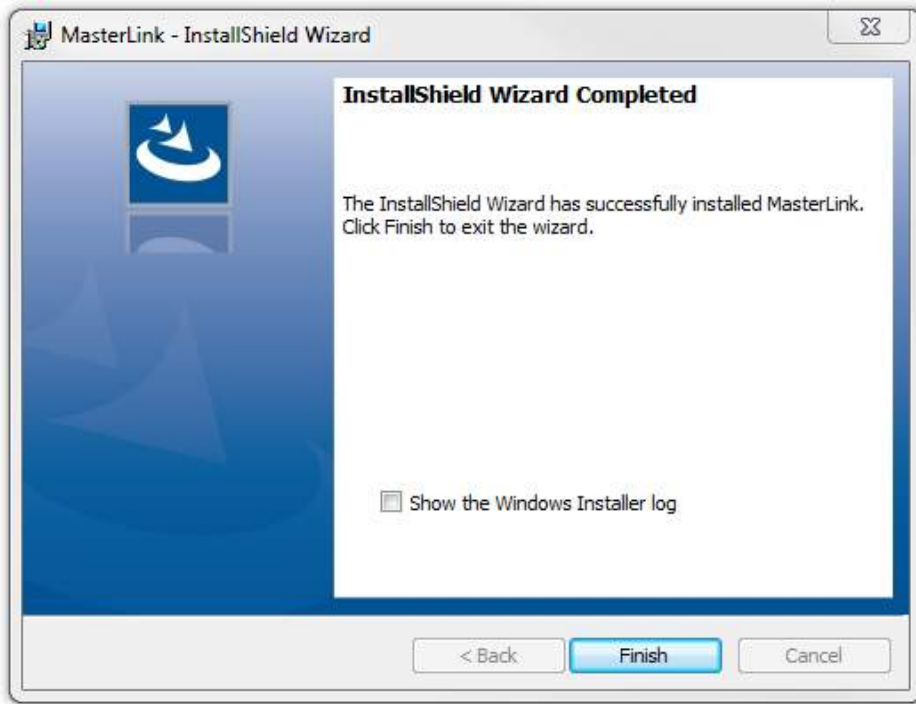 MasterLink - InstallShield Wizard
InstallShield Wizard Completed
The InstallShield Wizard has successfully installed MasterLink.
Click Finish to exit the wizard.
Show the Windows Installer log
< Back
Finish
Cancel